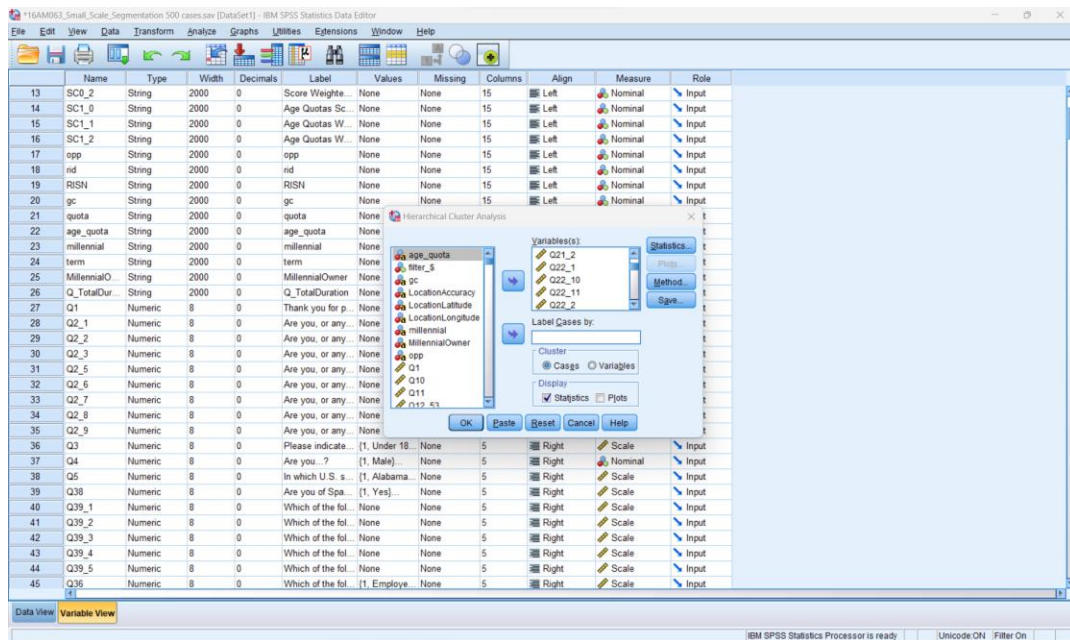 *16AM063_Small_Scale_Segmentation 500 cases.sav [DataSet1] - IBM SPSS Statistics Data Editor
File Edit View Data Transform Analyze Graphs Utilities Extensions Window Help
Name Type Width Decimals Label Values Missing Columns Align Measure Role
13 SC0_2 String 2000 0 Score Weighte... None None 15 Left Nominal Input
14 SC1_0 String 2000 0 Age Quotas Sc... None None 15 Left Nominal Input
15 SC1_1 String 2000 0 Age Quotas W... None None 15 Left Nominal Input
16 SC1_2 String 2000 0 Age Quotas W... None None 15 Left Nominal Input
17 opp String 2000 0 opp None None 15 Left Nominal Input
18 rid String 2000 0 rid None None 15 Left Nominal Input
19 RISN String 2000 0 RISN None None 15 Left Nominal Input
20 gc String 2000 0 gc None None 15 Left Nominal Input
21 quota String 2000 0 quota None t
22 age_quota String 2000 0 age_quota None t
23 millennial String 2000 0 millennial None t
24 term String 2000 0 term None t
25 MillennialO... String 2000 0 MillennialOwner None t
26 Q_TotalDur... String 2000 0 Q_TotalDuration None t
27 Q1 Numeric 8 0 Thank you for p... None t
28 Q2_1 Numeric 8 0 Are you, or any... None t
29 Q2_2 Numeric 8 0 Are you, or any... None t
30 Q2_3 Numeric 8 0 Are you, or any... None t
31 Q2_5 Numeric 8 0 Are you, or any... None t
32 Q2_6 Numeric 8 0 Are you, or any... None t
33 Q2_7 Numeric 8 0 Are you, or any... None t
34 Q2_8 Numeric 8 0 Are you, or any... None t
35 Q2_9 Numeric 8 0 Are you, or any... None t
36 Q3 Numeric 8 0 Please indicate... {1, Under 18... None 5 Right Scale Input
37 Q4 Numeric 8 0 Are you...? {1, Male}... None 5 Right Nominal Input
38 Q5 Numeric 8 0 In which U.S. s... {1, Alabama... None 5 Right Scale Input
39 Q38 Numeric 8 0 Are you of Spa... {1, Yes}... None 5 Right Scale Input
40 Q39_1 Numeric 8 0 Which of the fol... None None 5 Right Scale Input
41 Q39_2 Numeric 8 0 Which of the fol... None None 5 Right Scale Input
42 Q39_3 Numeric 8 0 Which of the fol... None None 5 Right Scale Input
43 Q39_4 Numeric 8 0 Which of the fol... None None 5 Right Scale Input
44 Q39_5 Numeric 8 0 Which of the fol... None None 5 Right Scale Input
45 Q36 Numeric 8 0 Which of the fol... {1, Employe... None 5 Right Scale Input
Hierarchical Cluster Analysis
age_quota
filter_$
gc
LocationAccuracy
LocationLatitude
LocationLongitude
millennial
MillennialOwner
opp
Q1
Q10
Q11
Q12_53
Variables(s):
Q21_2
Q22_1
Q22_10
Q22_11
Q22_2
Label Cases by:
Cluster
Cases Variables
Display
Statistics Plots
Statistics...
Plots...
Method...
Save...
OK Paste Reset Cancel Help
Data View Variable View
IBM SPSS Statistics Processor is ready Unicode:ON Filter On